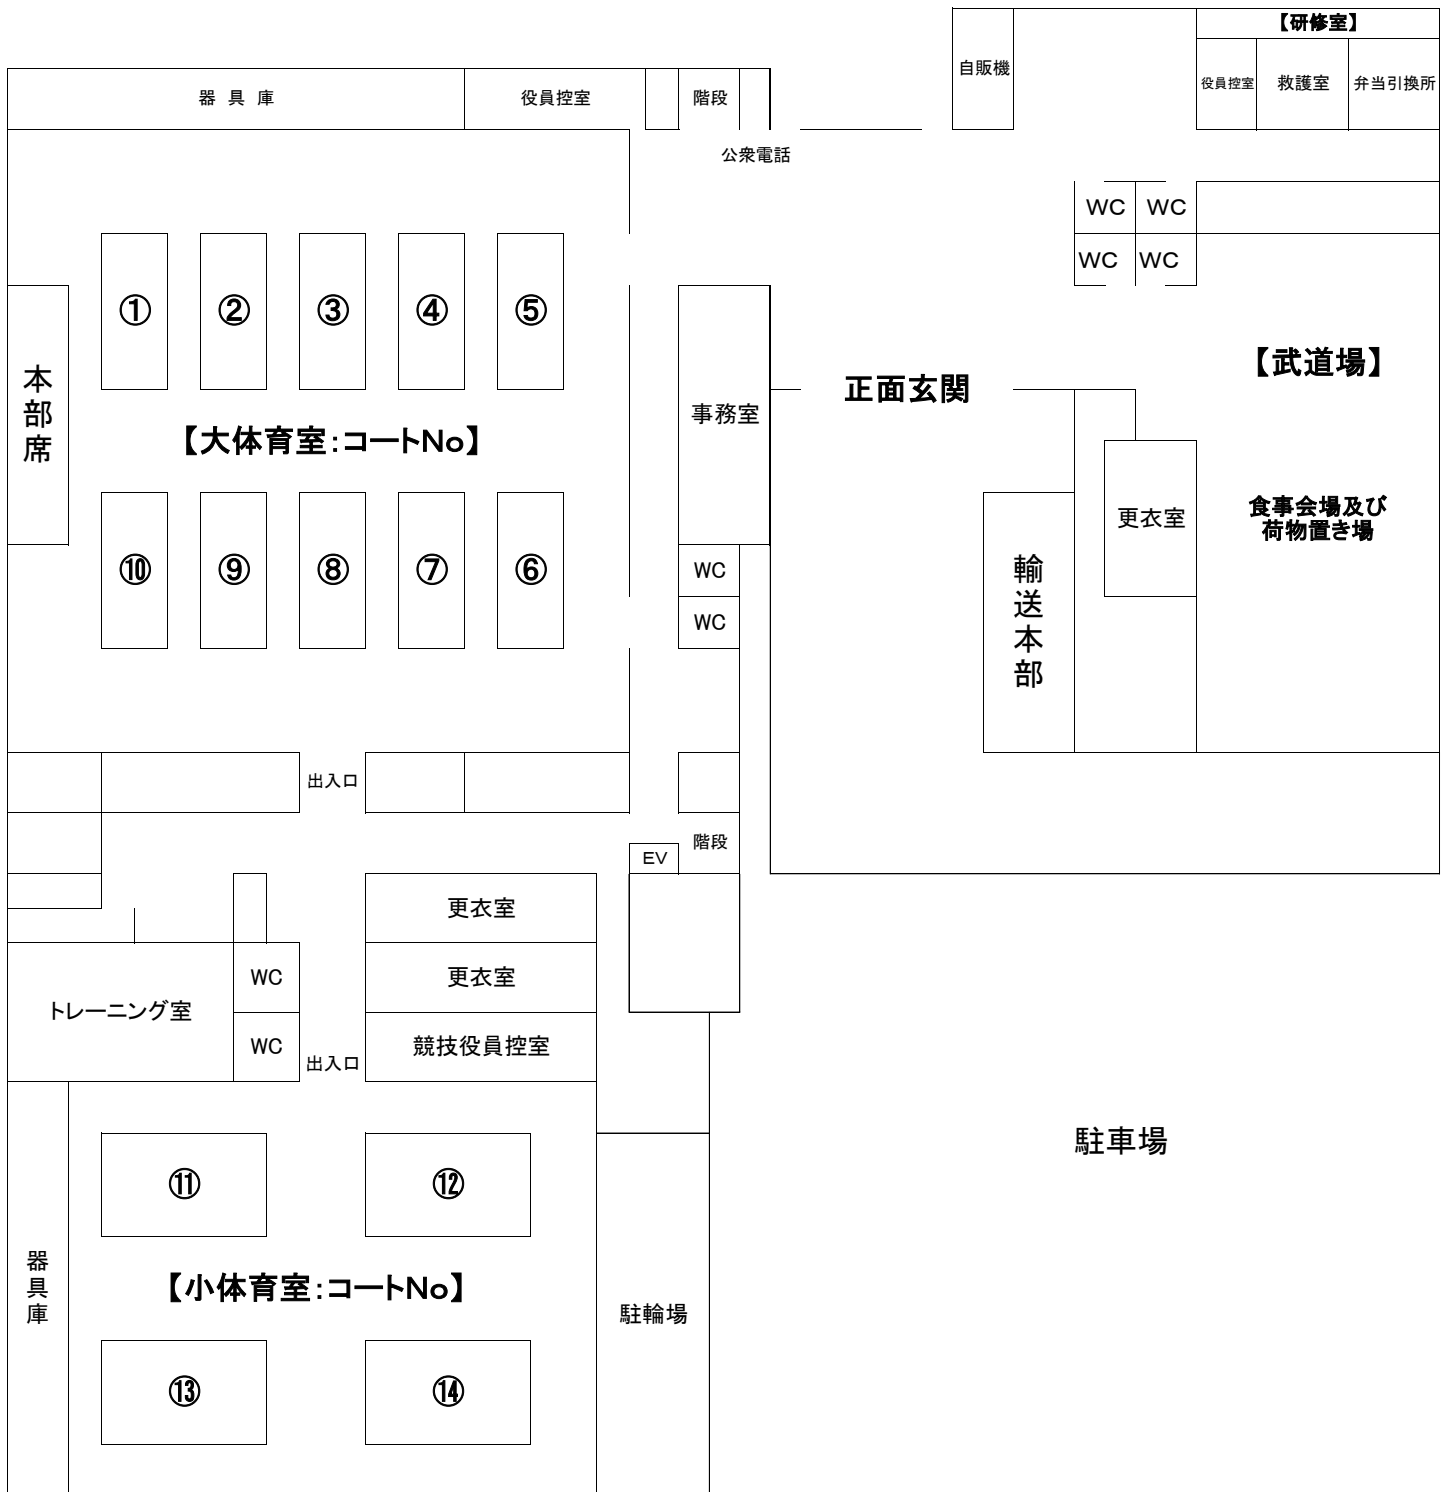 【研修室】
自販機
役員控室
救護室
弁当引換所
器 具 庫
役員控室
階段
公衆電話
WC
WC
WC
WC
①
②
③
④
⑤
本部席
【大体育室:コートNo】
事務室
正面玄関
【武道場】
食事会場及び
荷物置き場
更衣室
輸送本部
⑩
⑨
⑧
⑦
⑥
WC
WC
出入口
階段
EV
更衣室
更衣室
競技役員控室
トレーニング室
WC
WC
出入口
⑪
⑫
器具庫
【小体育室:コートNo】
駐輪場
駐車場
⑬
⑭